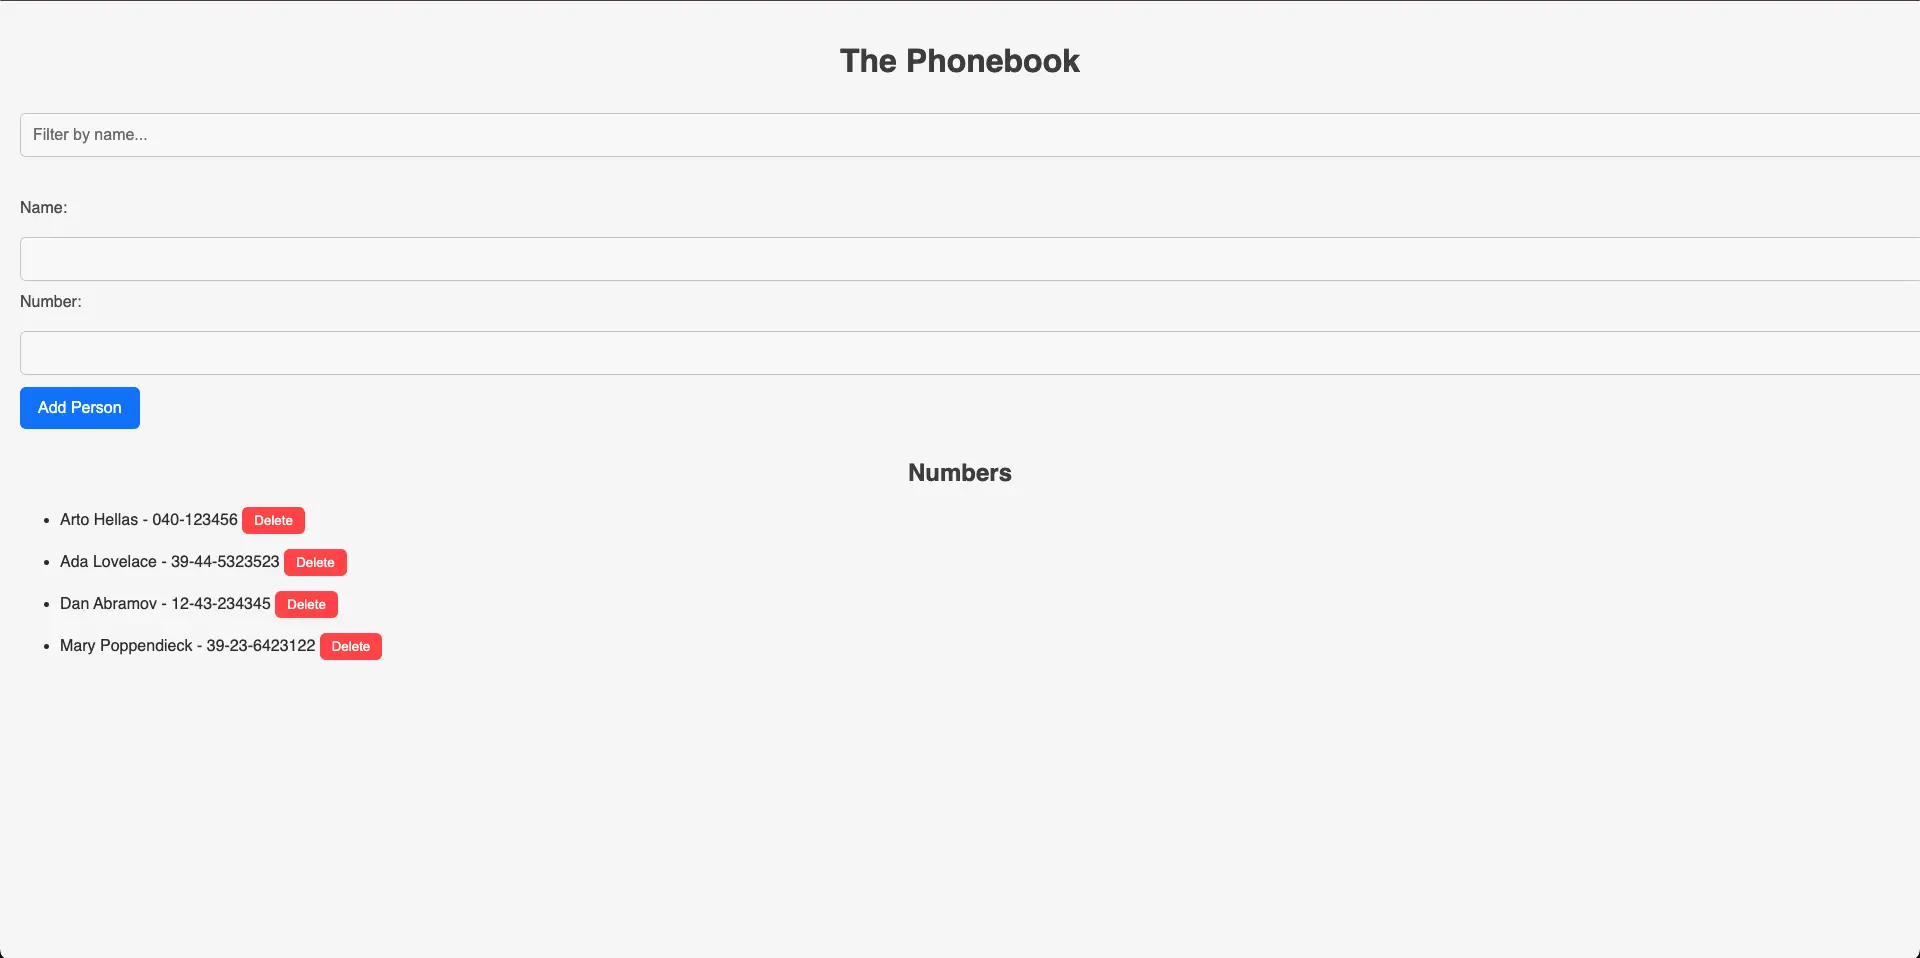 The Phonebook
Filter by name...
Name:
Number:
Add Person
Numbers
Arto Hellas - 040-123456 Delete
Ada Lovelace - 39-44-5323523 Delete
Dan Abramov - 12-43-234345 Delete
Mary Poppendieck - 39-23-6423122 Delete